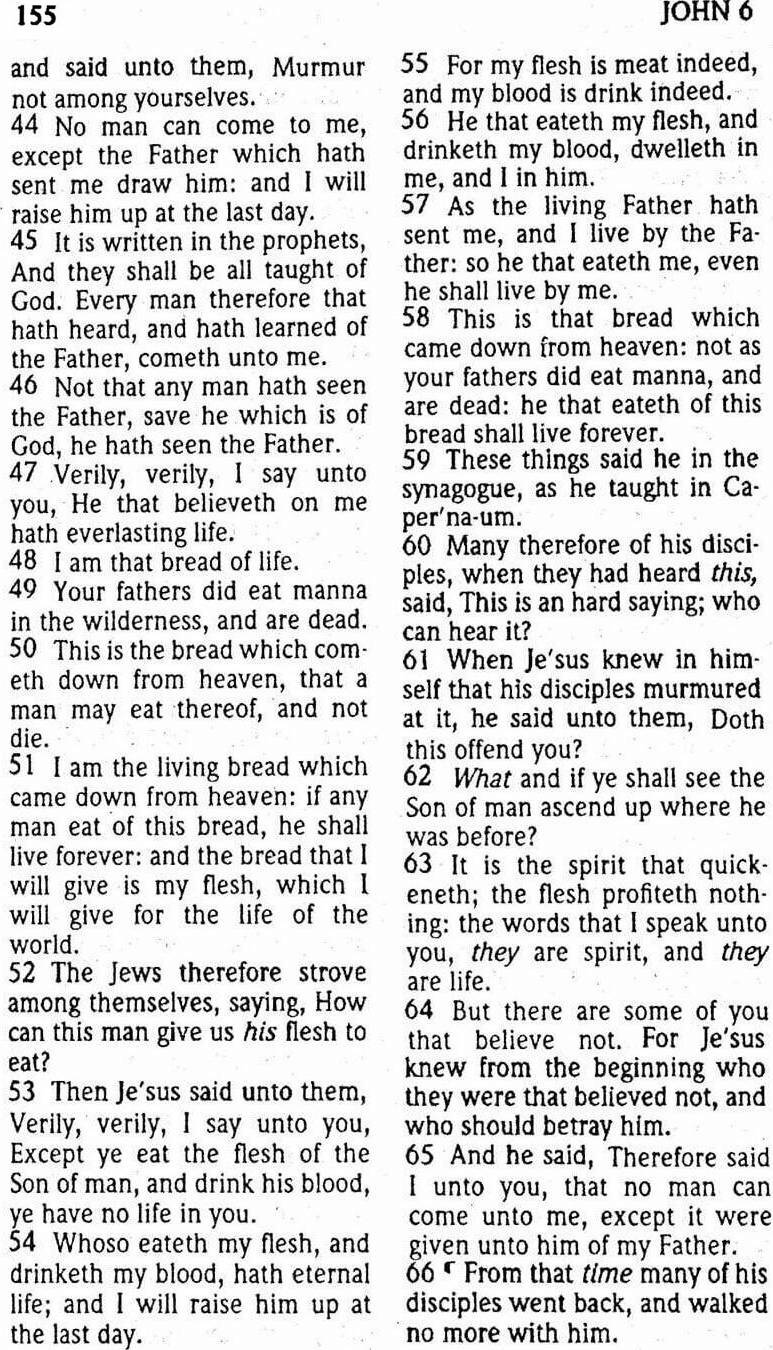 155
JOHN 6
and said unto them, Murmur
not among yourselves.
44 No man can come to me,
except the Father which hath
sent me draw him: and I will
raise him up at the last day.
45 It is written in the prophets,
And they shall be all taught of
God. Every man therefore that
hath heard, and hath learned of
the Father, cometh unto me.
46 Not that any man hath seen
the Father, save he which is of
God, he hath seen the Father.
47 Verily, verily, I say unto
you, He that believeth on me
hath everlasting life.
48 I am that bread of life.
49 Your fathers did eat manna
in the wilderness, and are dead.
50 This is the bread which com-
eth down from heaven, that a
man may eat thereof, and not
die.
51 I am the living bread which
came down from heaven: if any
man eat of this bread, he shall
live forever: and the bread that I
will give is my flesh, which I
will give for the life of the
world.
52 The Jews therefore strove
among themselves, saying, How
can this man give us his flesh to
eat?
53 Then Je'sus said unto them,
Verily, verily, I say unto you,
Except ye eat the flesh of the
Son of man, and drink his blood,
ye have no life in you.
54 Whoso eateth my flesh, and
drinketh my blood, hath eternal
life; and I will raise him up at
the last day.
55 For my flesh is meat indeed,
and my blood is drink indeed.
56 He that eateth my flesh, and
drinketh my blood, dwelleth in
me, and I in him.
57 As the living Father hath
sent me, and I live by the Fa-
ther: so he that eateth me, even
he shall live by me.
58 This is that bread which
came down from heaven: not as
your fathers did eat manna, and
are dead: he that eateth of this
bread shall live forever.
59 These things said he in the
synagogue, as he taught in Ca-
per'na-um.
60 Many therefore of his disci-
ples, when they had heard this,
said, This is an hard saying; who
can hear it?
61 When Je'sus knew in him-
self that his disciples murmured
at it, he said unto them, Doth
this offend you?
62 What and if ye shall see the
Son of man ascend up where he
was before?
63 It is the spirit that quick-
eneth; the flesh profiteth noth-
ing: the words that I speak unto
you, they are spirit, and they
are life.
64 But there are some of you
that believe not. For Je'sus
knew from the beginning who
they were that believed not, and
who should betray him.
65 And he said, Therefore said
I unto you, that no man can
come unto me, except it were
given unto him of my Father.
66 ʳ From that time many of his
disciples went back, and walked
no more with him.